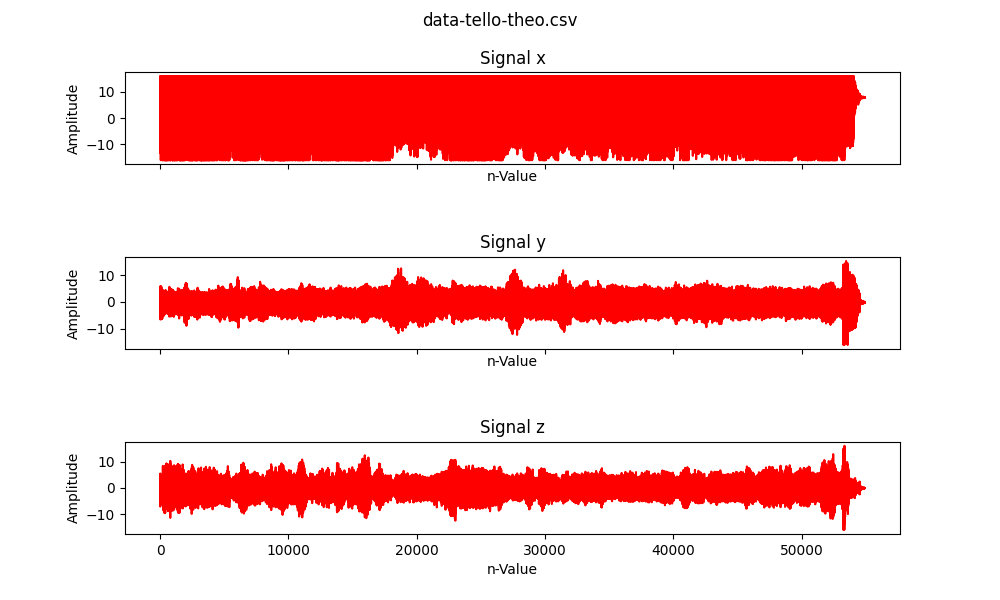 data-tello-theo.csv
Signal x
10
0
−10
Amplitude
n-Value
Signal y
10
0
−10
Amplitude
n-Value
Signal z
10
0
−10
Amplitude
0 10000 20000 30000 40000 50000
n-Value